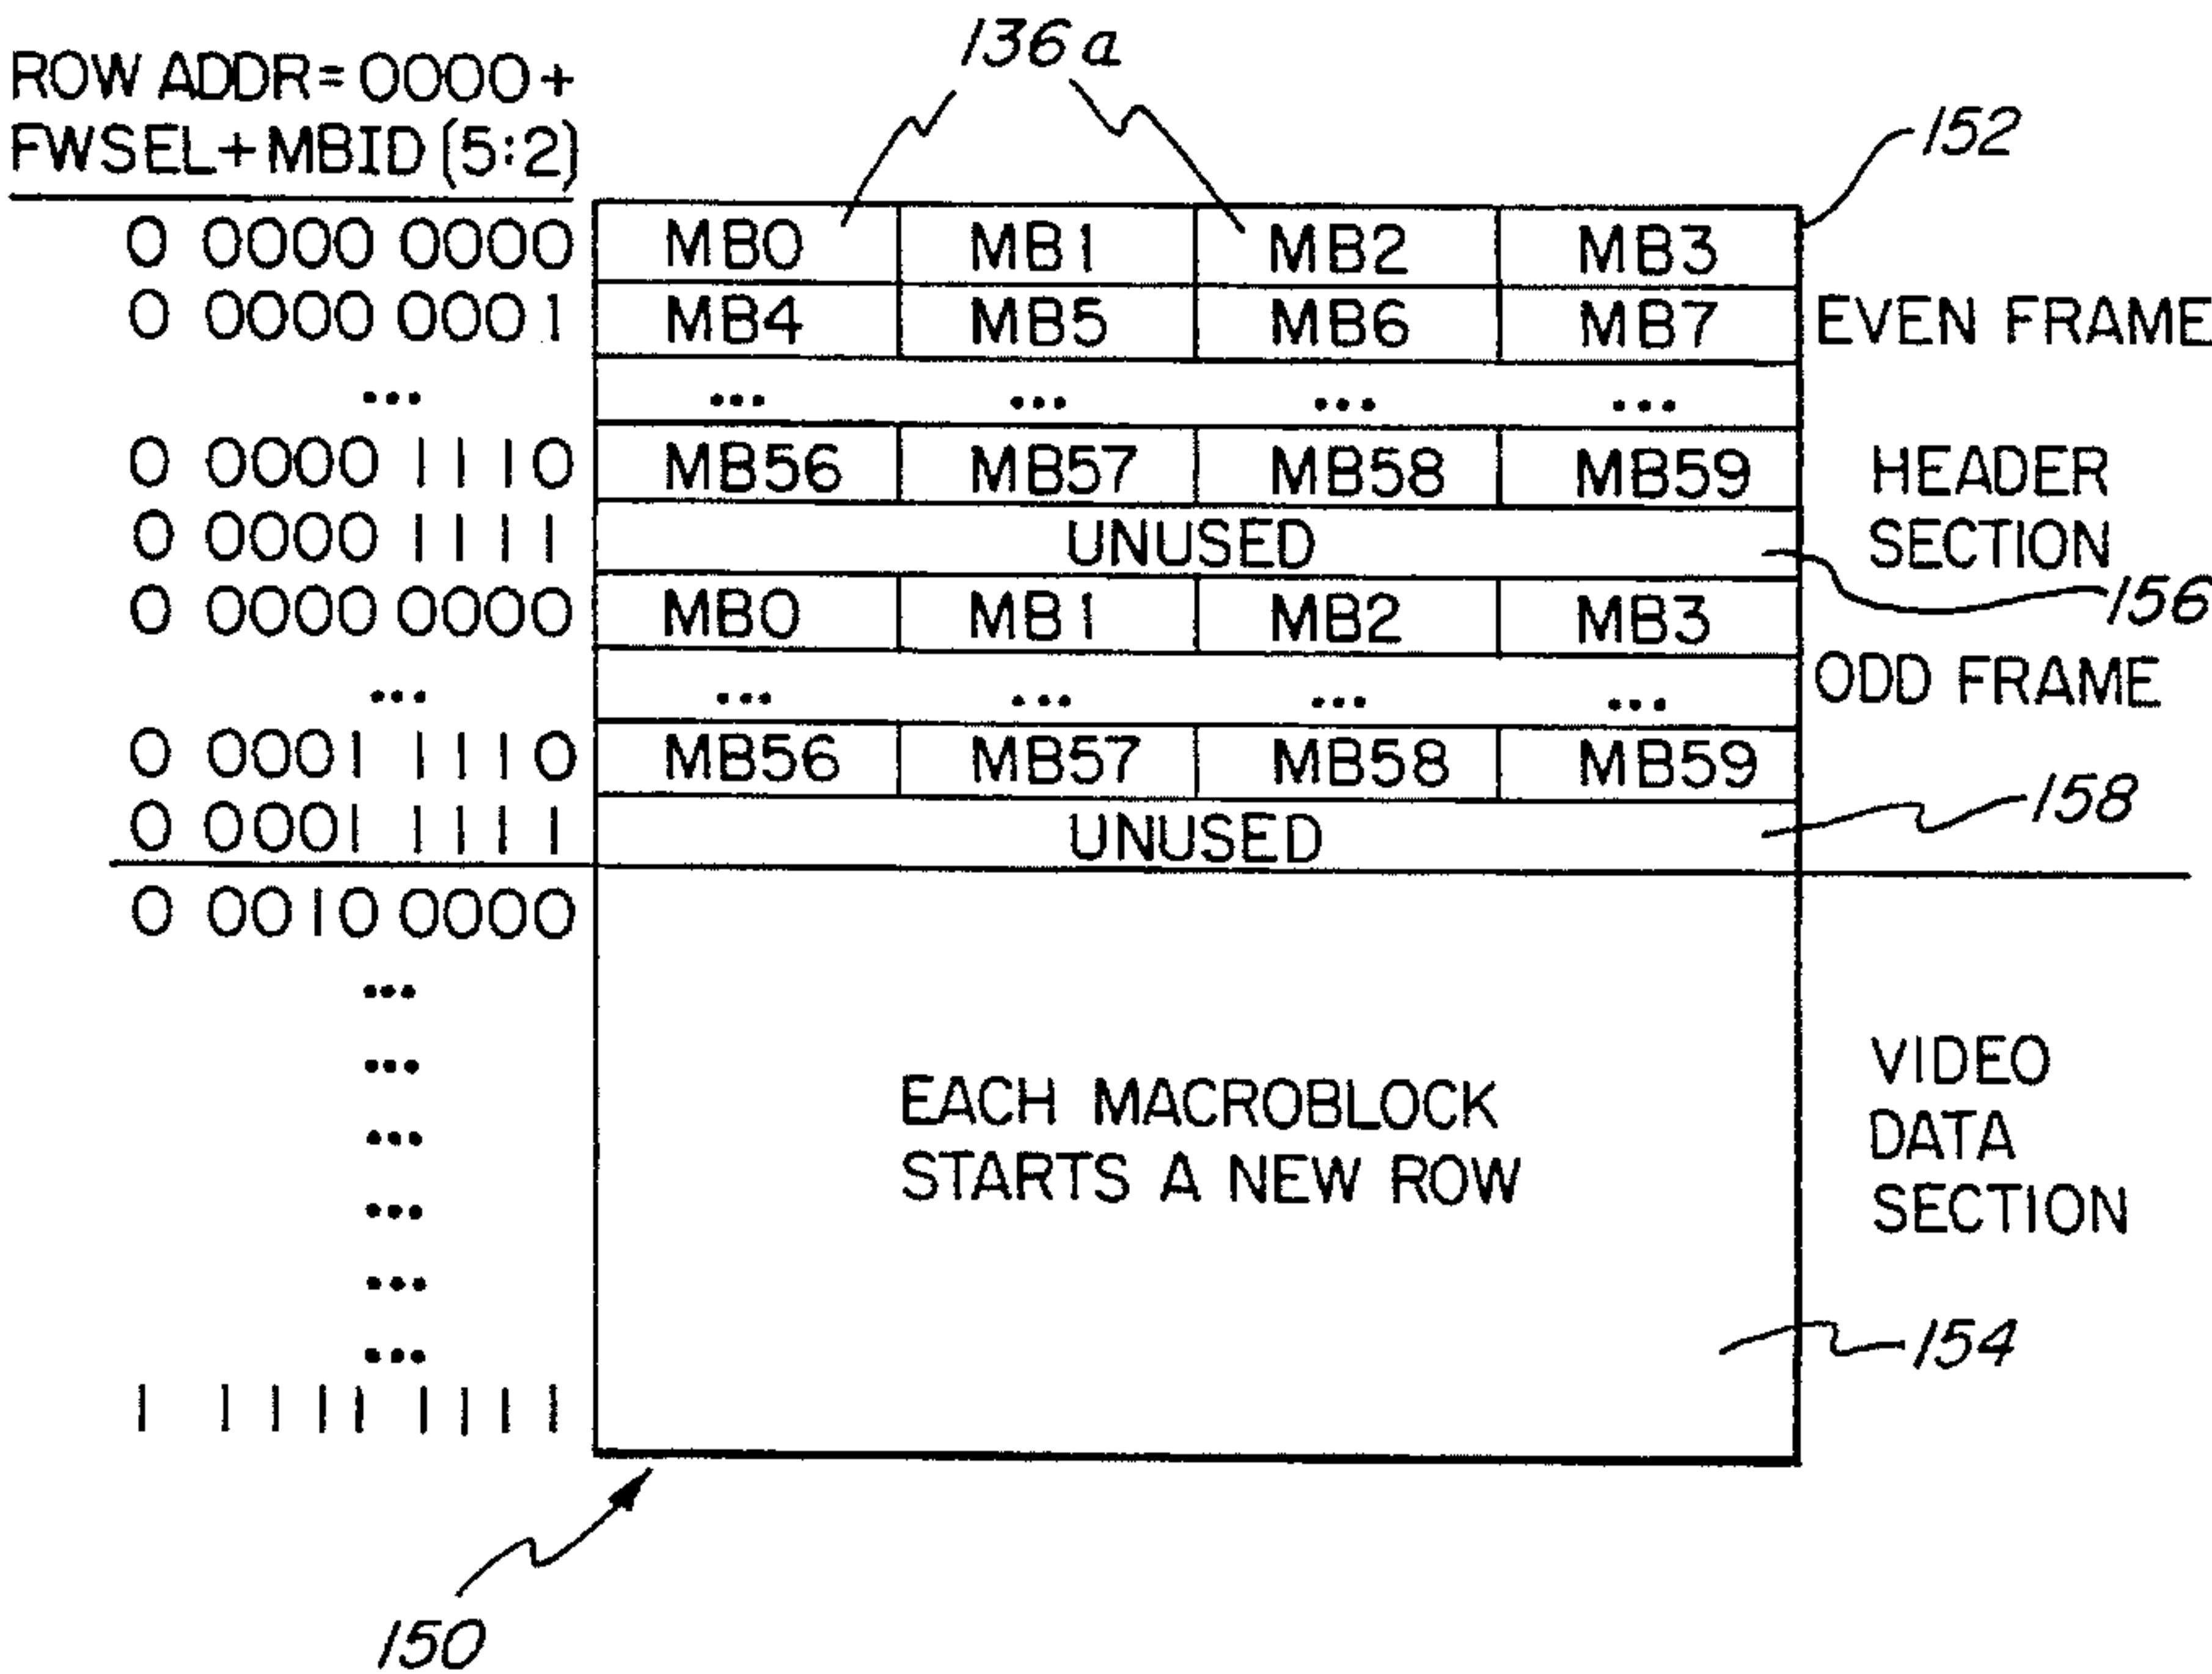 136a
ROW ADDR=0000+
FWSEL+MBID (5:2)
152
0 0000 0000 MB0 MB1 MB2 MB3
0 0000 0001 MB4 MB5 MB6 MB7 EVEN FRAME
... ... ... ... ...
0 0000 1110 MB56 MB57 MB58 MB59 HEADER
0 0000 1111 UNUSED SECTION
0 0000 0000 MB0 MB1 MB2 MB3 156
... ... ... ... ... ODD FRAME
0 0001 1110 MB56 MB57 MB58 MB59
0 0001 1111 UNUSED 158
0 0010 0000
...
... VIDEO
EACH MACROBLOCK
... DATA
STARTS A NEW ROW
... SECTION
...
... 154
1 1111 1111
150